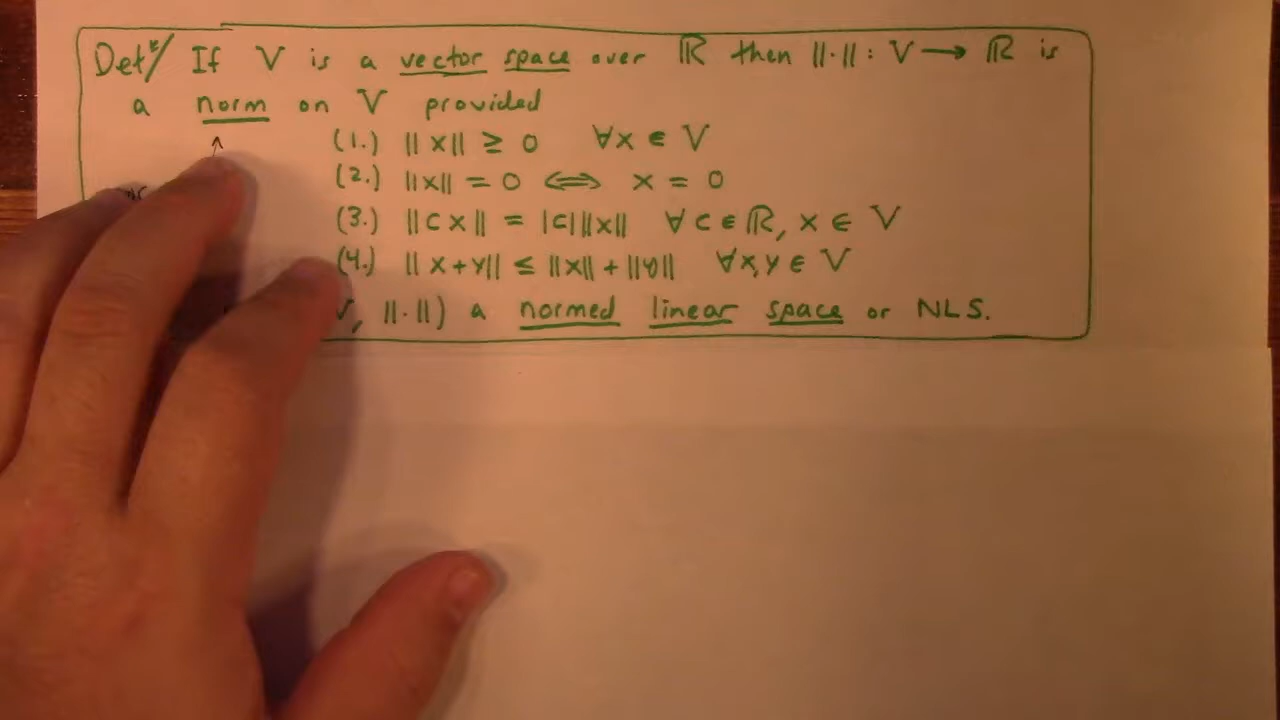 Defⁿ/ If V is a vector space over ℝ then ||·|| : V → ℝ is
a norm on V provided
(1.) ||x|| ≥ 0 ∀x ∈ V
(2.) ||x|| = 0 ⟺ x = 0
(3.) ||cx|| = |c| ||x|| ∀c ∈ ℝ, x ∈ V
(4.) ||x+y|| ≤ ||x|| + ||y|| ∀x,y ∈ V
V, ||·||) a normed linear space or NLS.